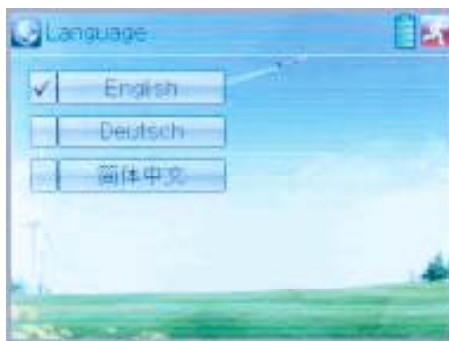 Language
English
Deutsch
简体中文